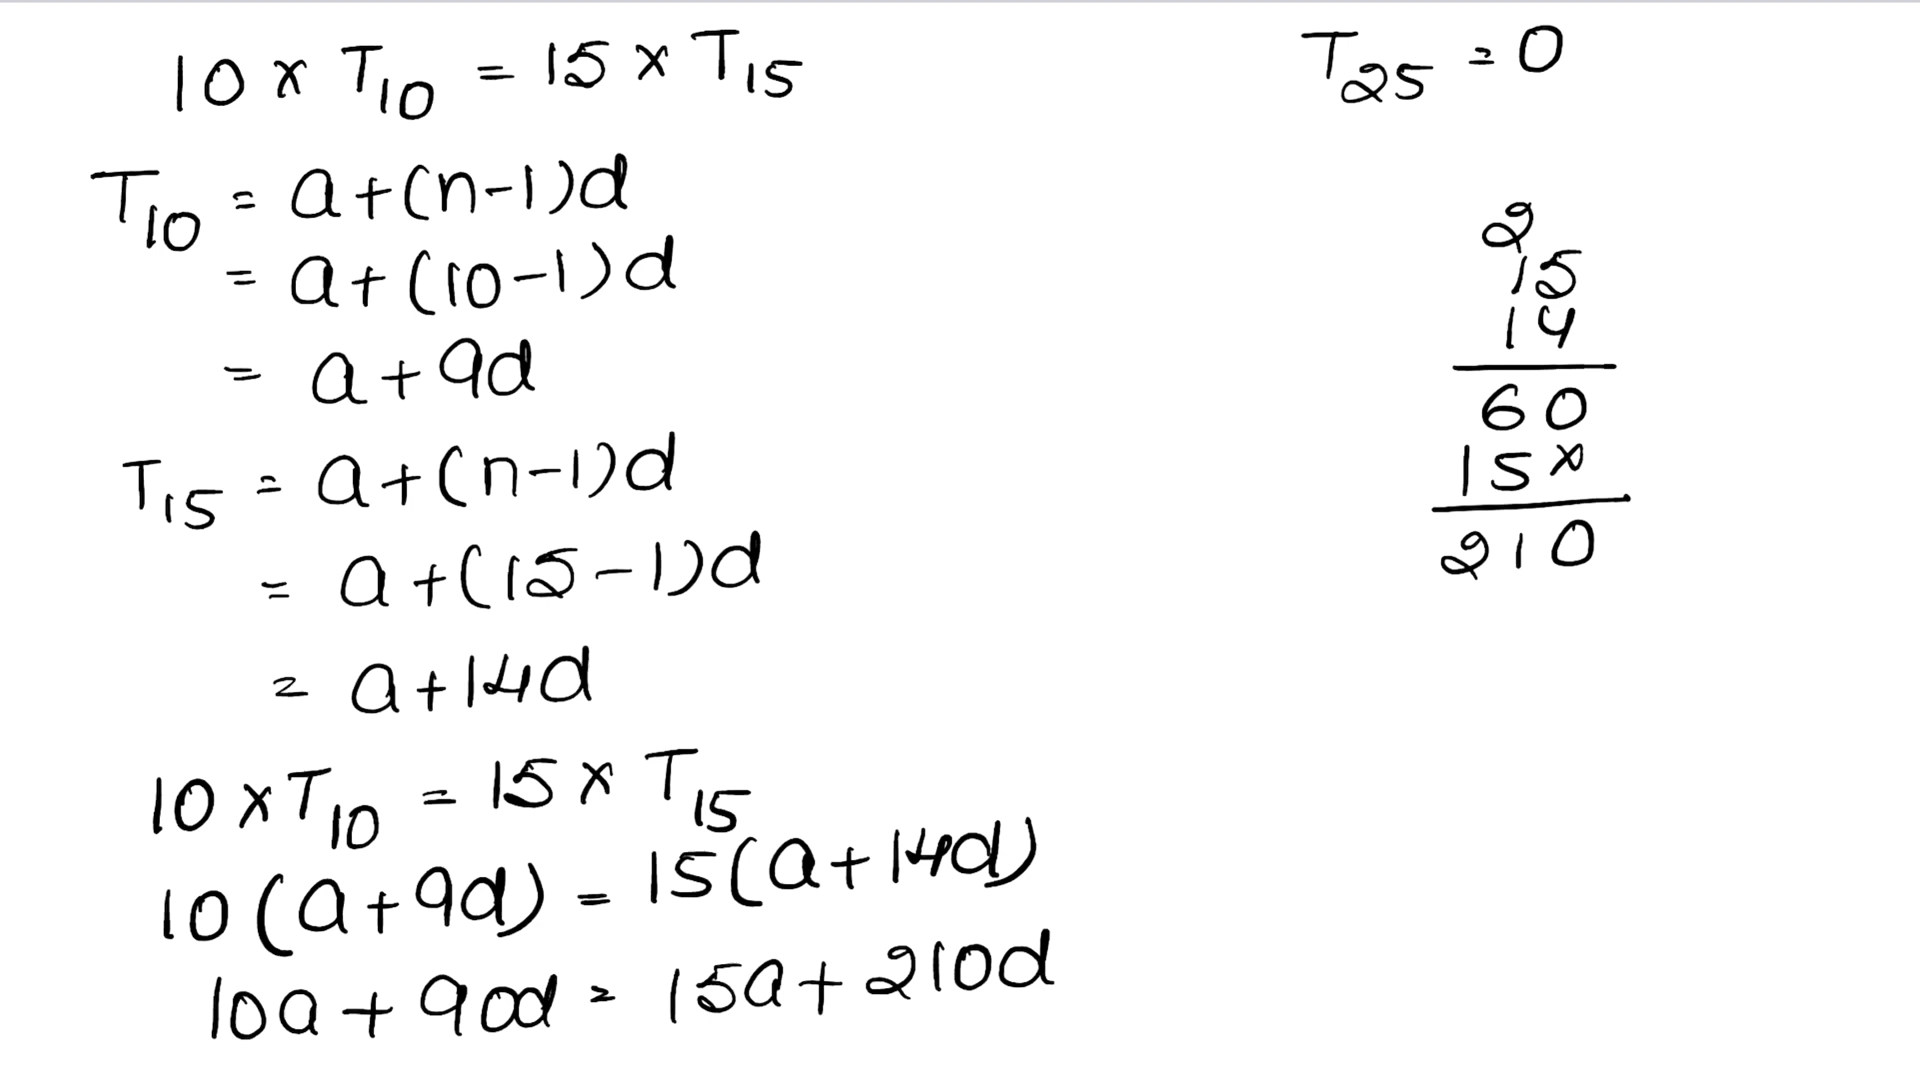 10 × T10 = 15 × T15
T10 = a+(n-1)d
= a+(10-1)d
= a+9d
T15 = a+(n-1)d
= a+(15-1)d
= a+14d
10 × T10 = 15 × T15
10(a+9d) = 15(a+14d)
10a+90d = 15a+210d
T25 = 0
2
15
14
60
15×
210